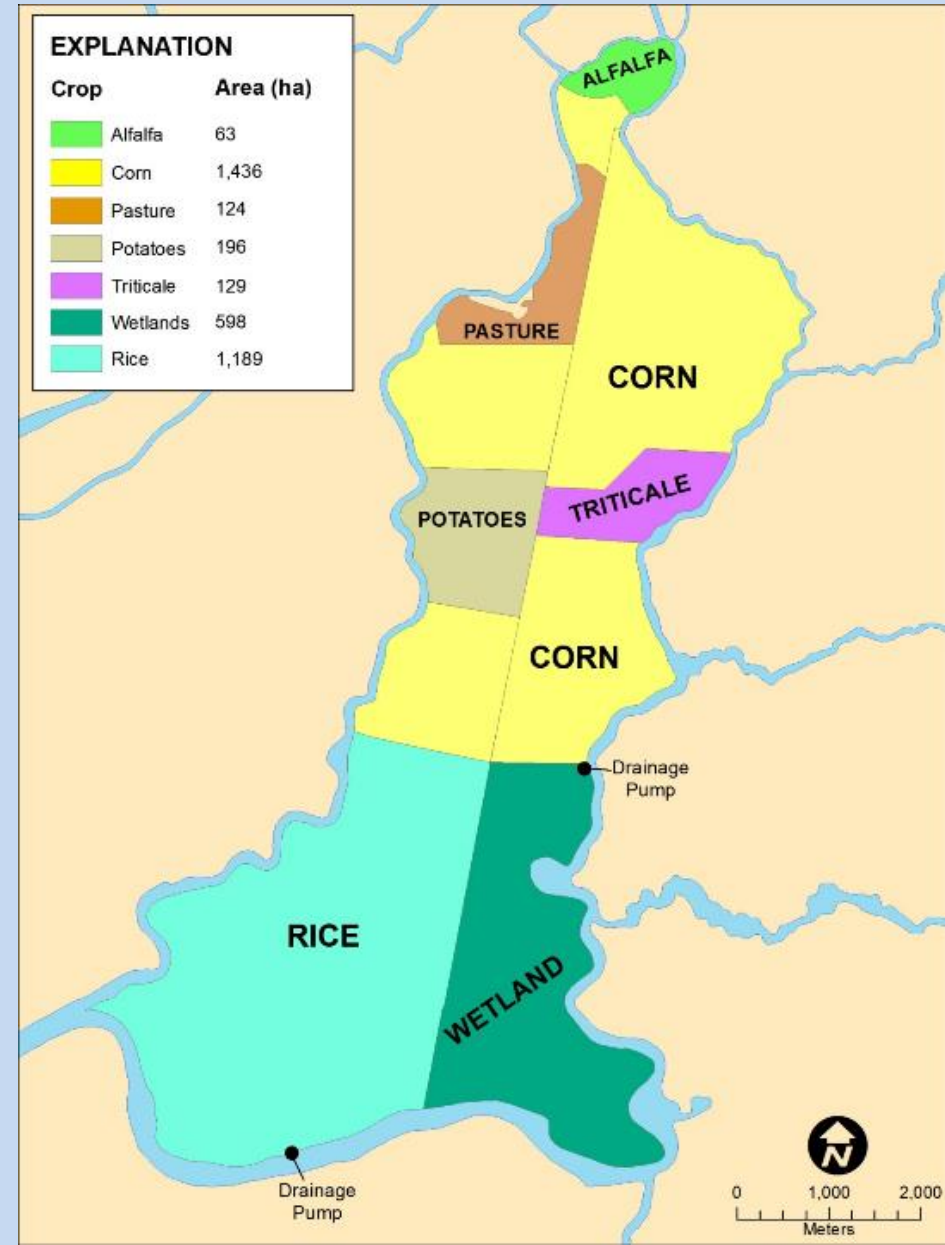 EXPLANATION
Crop Area (ha)
Alfalfa 63
Corn 1,436
Pasture 124
Potatoes 196
Triticale 129
Wetlands 598
Rice 1,189
ALFALFA
PASTURE
CORN
TRITICALE
POTATOES
CORN
Drainage
Pump
RICE
WETLAND
N
0 1,000 2,000
Meters
Drainage
Pump